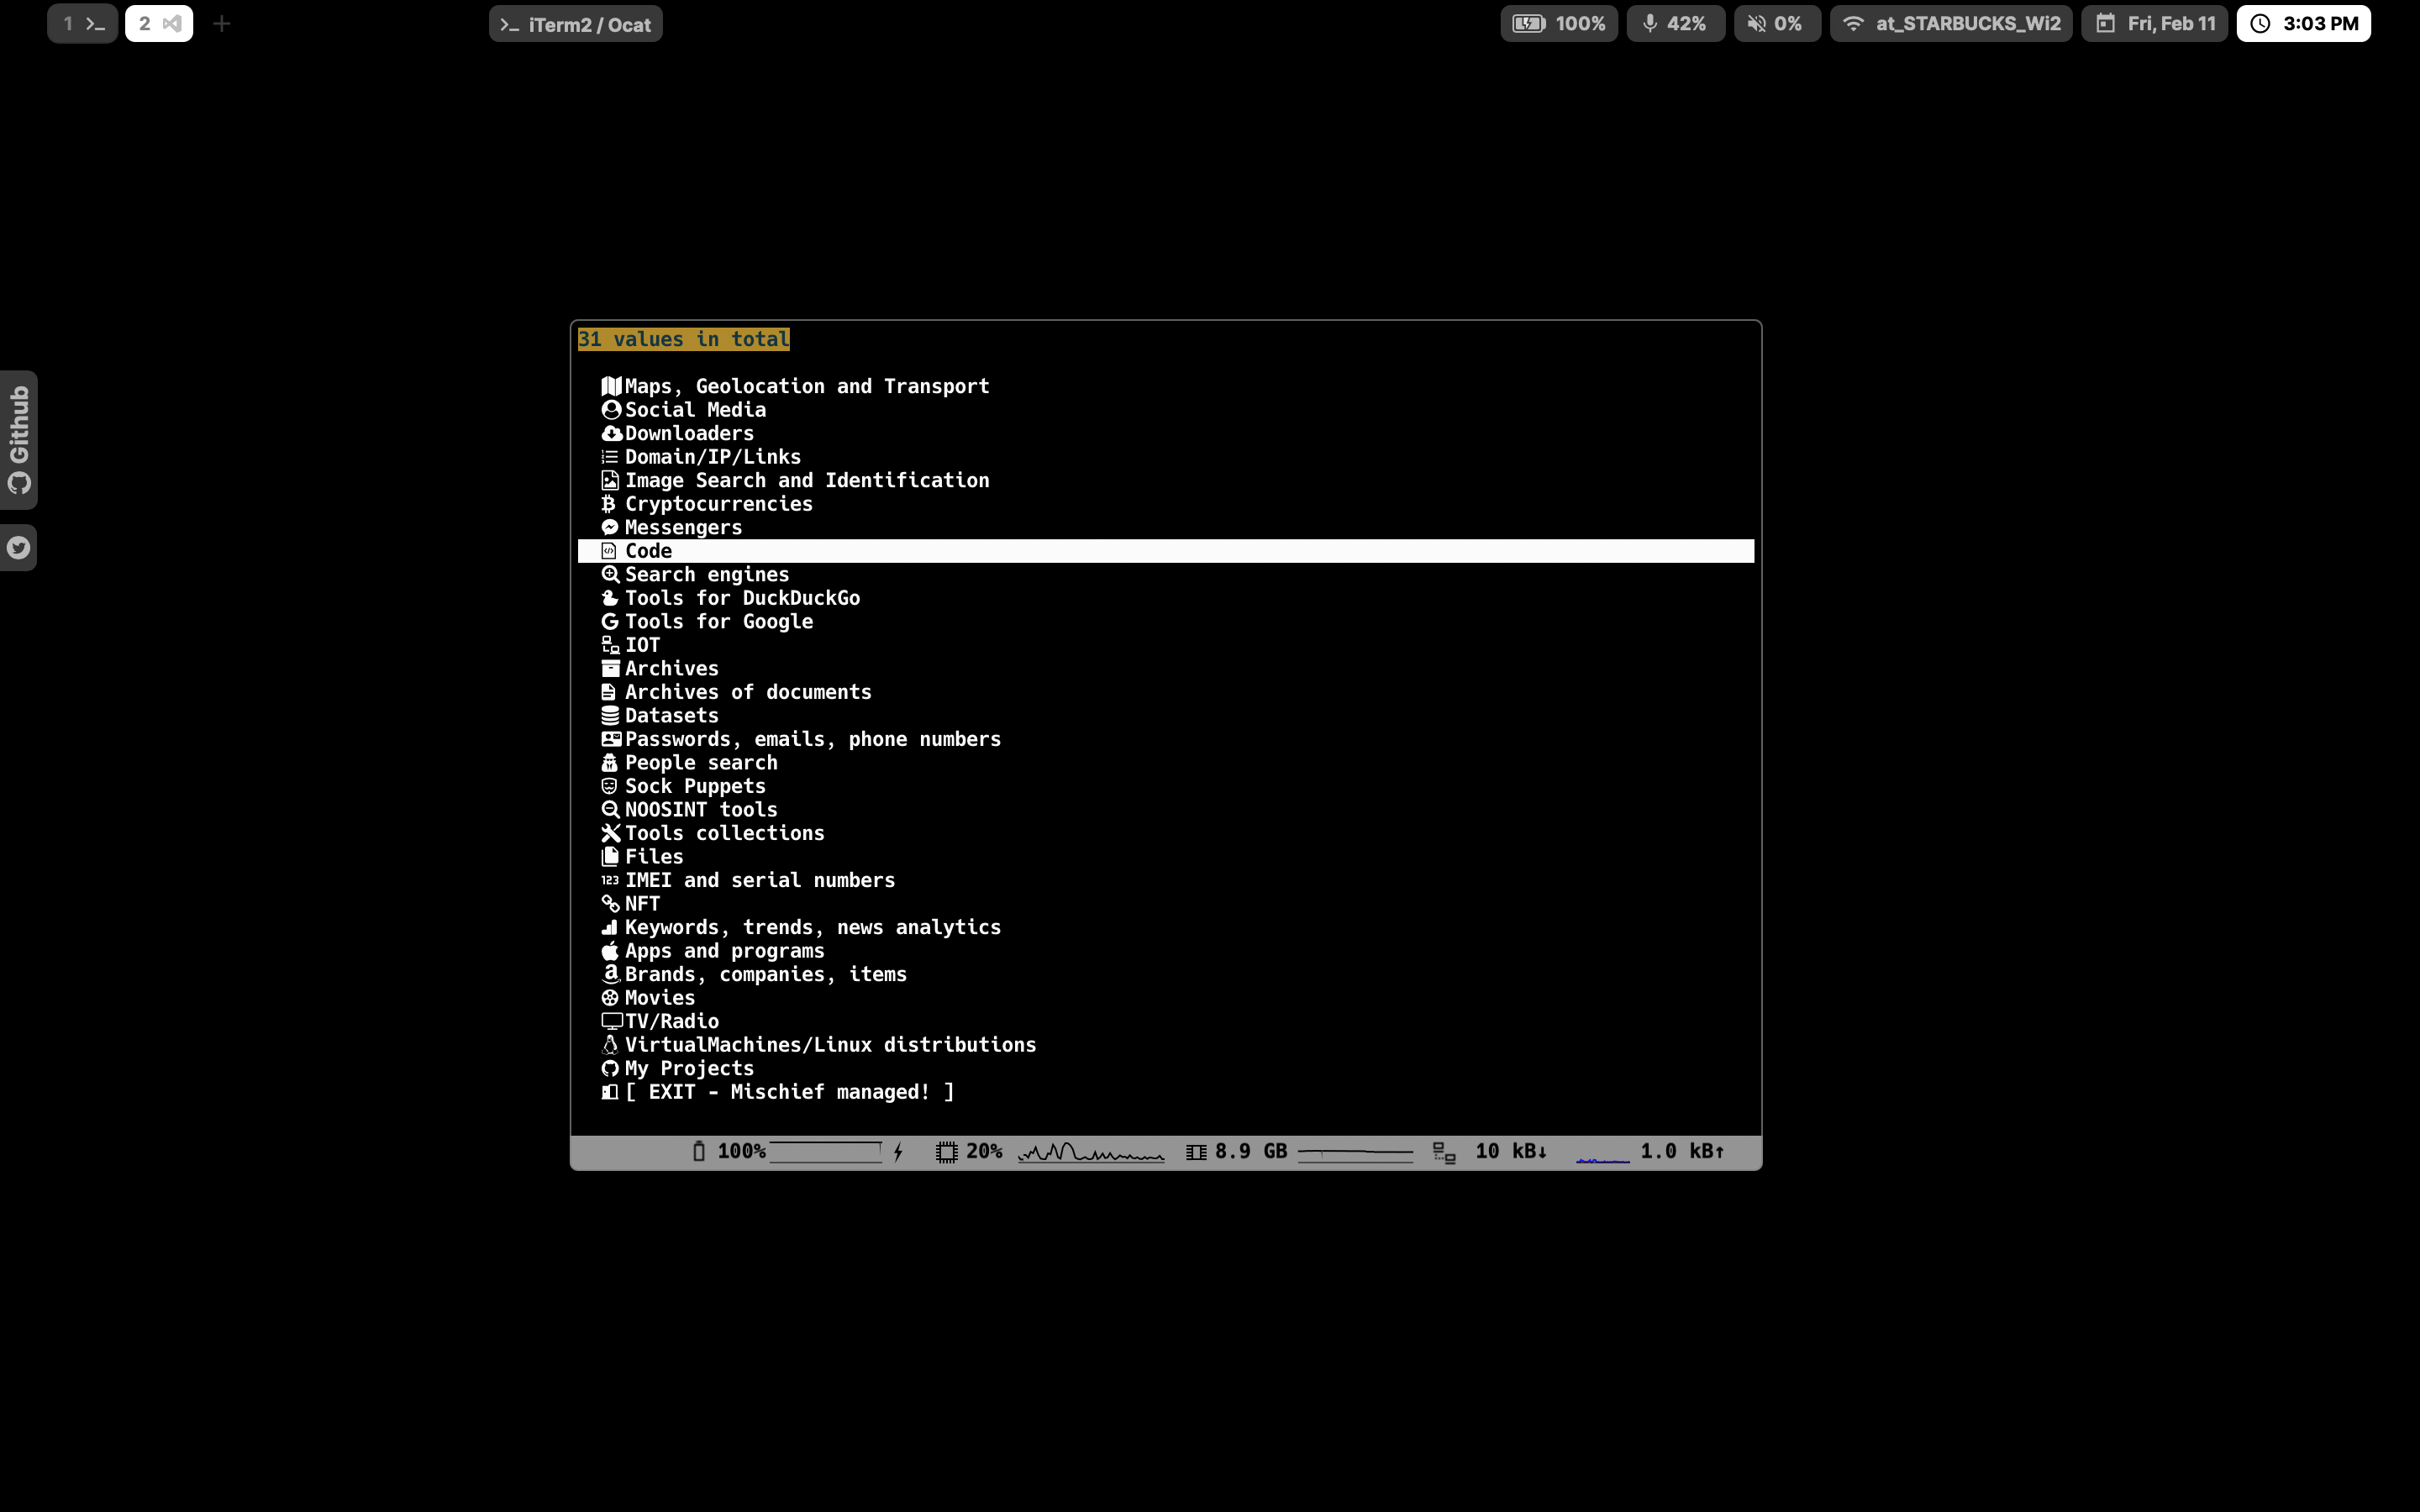 1
2
iTerm2 / Ocat
100%
42%
0%
at_STARBUCKS_Wi2
Fri, Feb 11
3:03 PM
Github
31 values in total
Maps, Geolocation and Transport
Social Media
Downloaders
Domain/IP/Links
Image Search and Identification
Cryptocurrencies
Messengers
Code
Search engines
Tools for DuckDuckGo
Tools for Google
IOT
Archives
Archives of documents
Datasets
Passwords, emails, phone numbers
People search
Sock Puppets
NOOSINT tools
Tools collections
Files
123 IMEI and serial numbers
NFT
Keywords, trends, news analytics
Apps and programs
Brands, companies, items
Movies
TV/Radio
VirtualMachines/Linux distributions
My Projects
[ EXIT - Mischief managed! ]
100% 20% 8.9 GB 10 kB↓ 1.0 kB↑